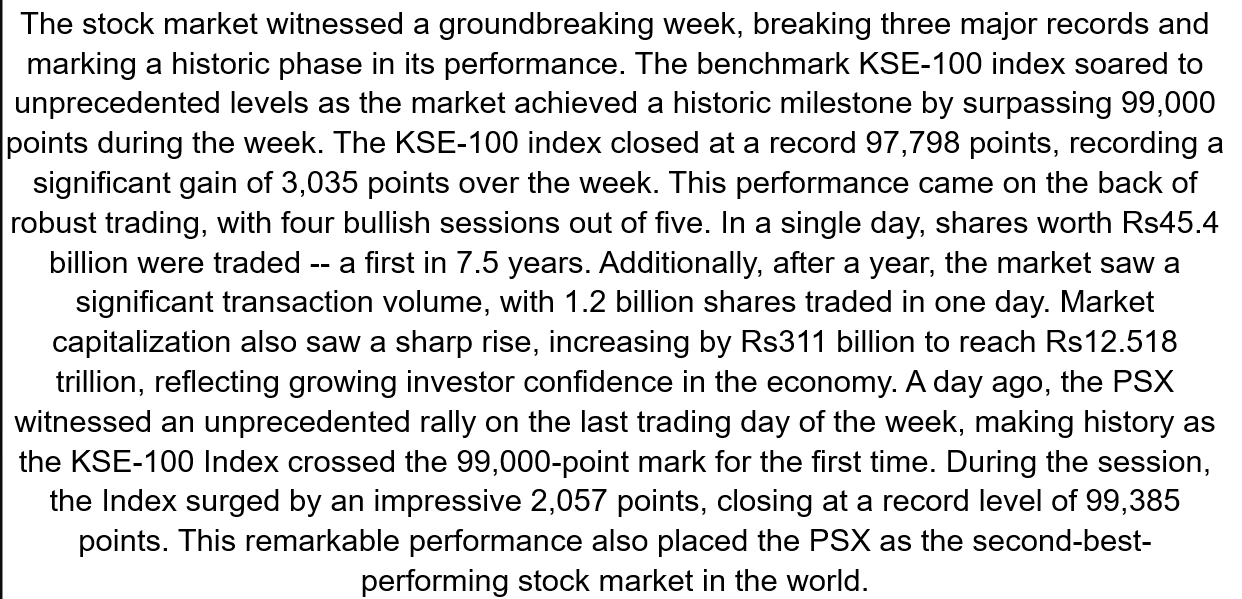 The stock market witnessed a groundbreaking week, breaking three major records and
marking a historic phase in its performance. The benchmark KSE-100 index soared to
unprecedented levels as the market achieved a historic milestone by surpassing 99,000
points during the week. The KSE-100 index closed at a record 97,798 points, recording a
significant gain of 3,035 points over the week. This performance came on the back of
robust trading, with four bullish sessions out of five. In a single day, shares worth Rs45.4
billion were traded -- a first in 7.5 years. Additionally, after a year, the market saw a
significant transaction volume, with 1.2 billion shares traded in one day. Market
capitalization also saw a sharp rise, increasing by Rs311 billion to reach Rs12.518
trillion, reflecting growing investor confidence in the economy. A day ago, the PSX
witnessed an unprecedented rally on the last trading day of the week, making history as
the KSE-100 Index crossed the 99,000-point mark for the first time. During the session,
the Index surged by an impressive 2,057 points, closing at a record level of 99,385
points. This remarkable performance also placed the PSX as the second-best-
performing stock market in the world.